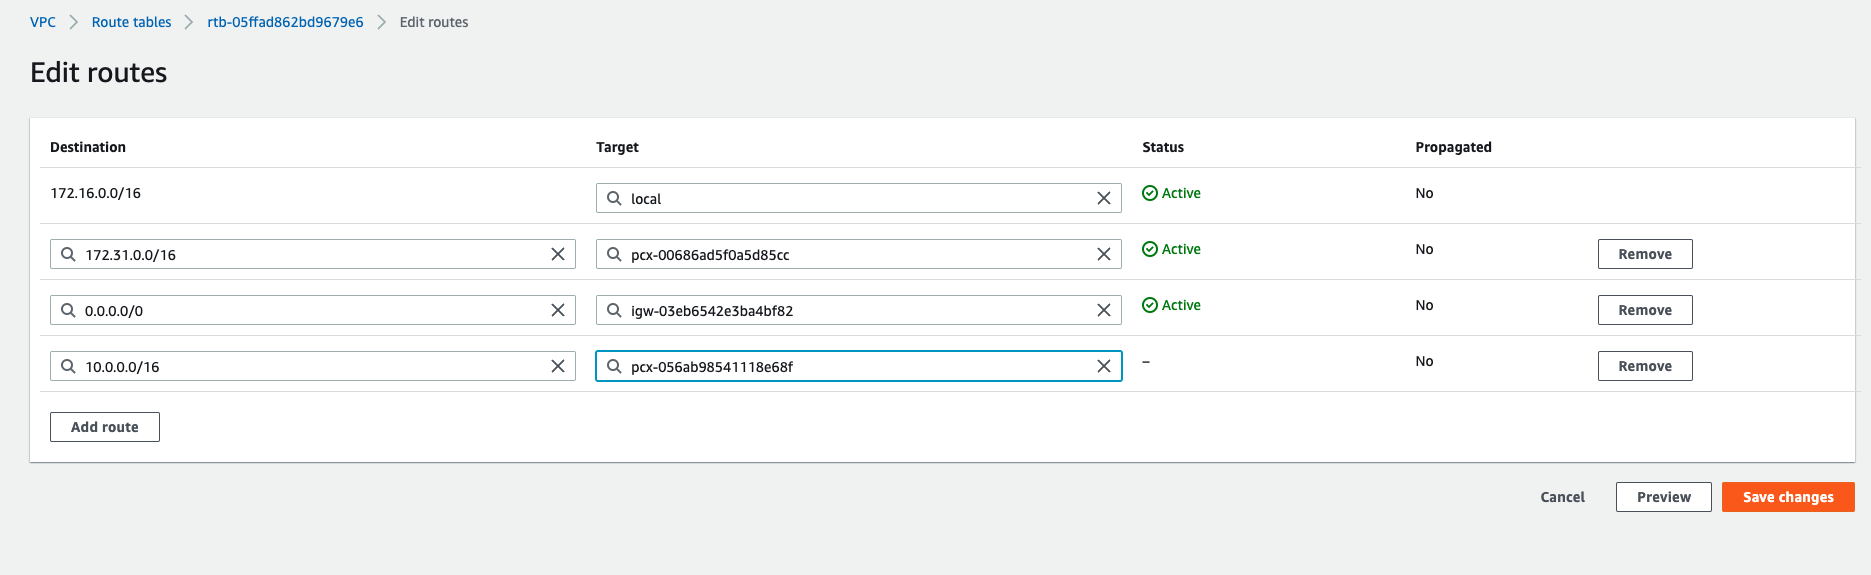 VPC > Route tables > rtb-05ffad862bd9679e6 > Edit routes
Edit routes
Destination Target Status Propagated
172.16.0.0/16 local Active No
172.31.0.0/16 pcx-00686ad5f0a5d85cc Active No Remove
0.0.0.0/0 igw-03eb6542e3ba4bf82 Active No Remove
10.0.0.0/16 pcx-056ab98541118e68f – No Remove
Add route
Cancel Preview Save changes